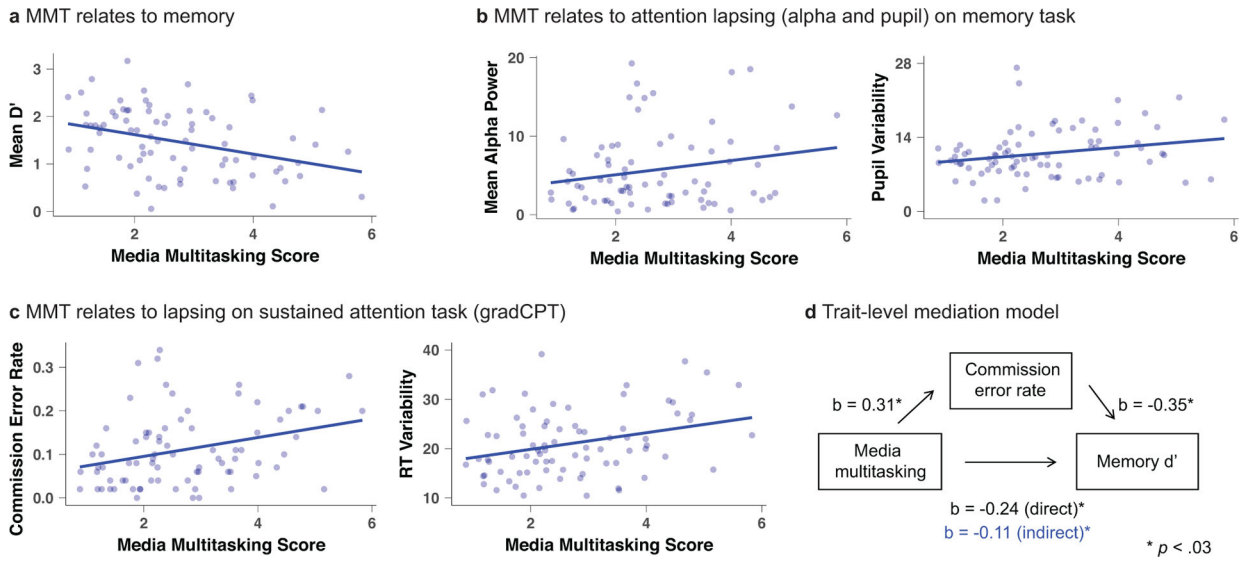 a MMT relates to memory
Mean D'
3
2
1
0
2 4 6
Media Multitasking Score
b MMT relates to attention lapsing (alpha and pupil) on memory task
Mean Alpha Power
20
10
0
2 4 6
Media Multitasking Score
Pupil Variability
28
14
0
2 4 6
Media Multitasking Score
c MMT relates to lapsing on sustained attention task (gradCPT)
Commission Error Rate
0.3
0.2
0.1
0.0
2 4 6
Media Multitasking Score
RT Variability
40
30
20
10
2 4 6
Media Multitasking Score
d Trait-level mediation model
Commission
error rate
b = 0.31*
b = -0.35*
Media
multitasking
Memory d'
b = -0.24 (direct)*
b = -0.11 (indirect)*
* p < .03